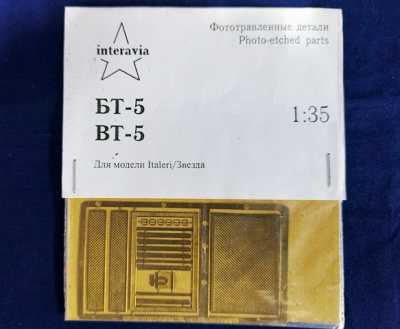 interavia
Фототравленные детали
Photo-etched parts
БТ-5
BT-5
1:35
Для модели Italeri/Звезда